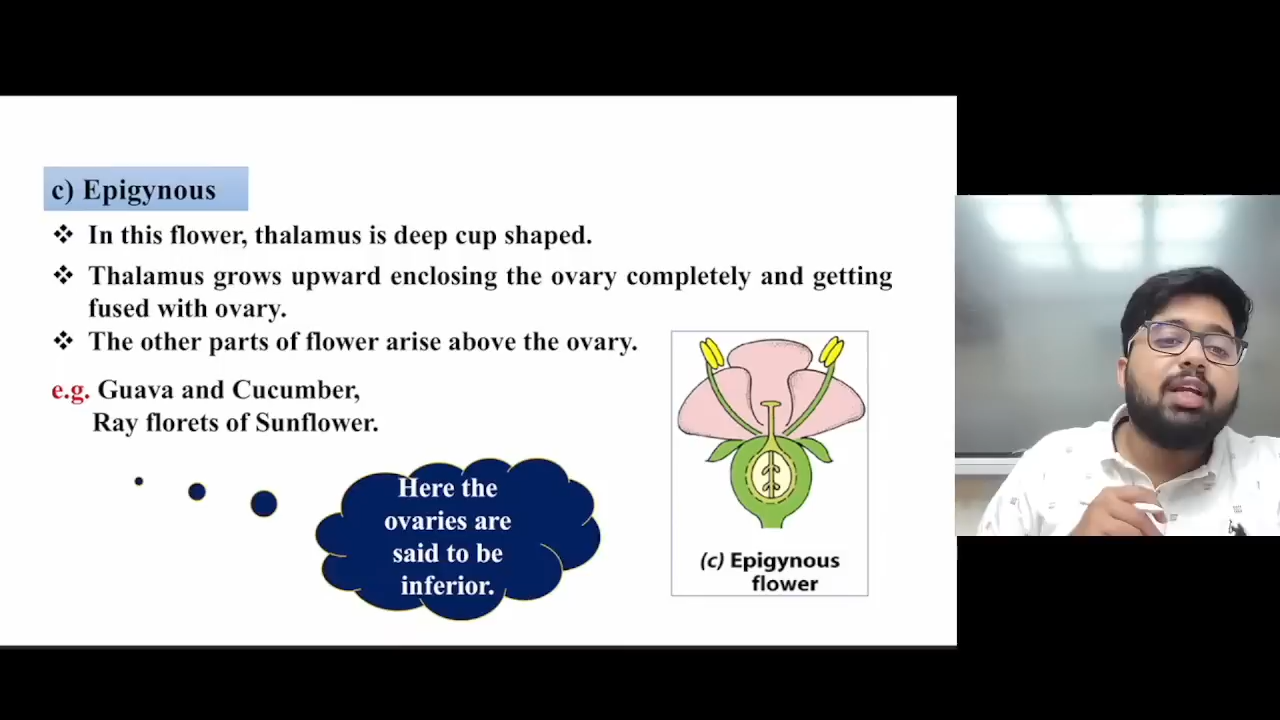 c) Epigynous
❖ In this flower, thalamus is deep cup shaped.
❖ Thalamus grows upward enclosing the ovary completely and getting
fused with ovary.
❖ The other parts of flower arise above the ovary.
e.g. Guava and Cucumber,
Ray florets of Sunflower.
Here the
ovaries are
said to be
inferior.
(c) Epigynous
flower